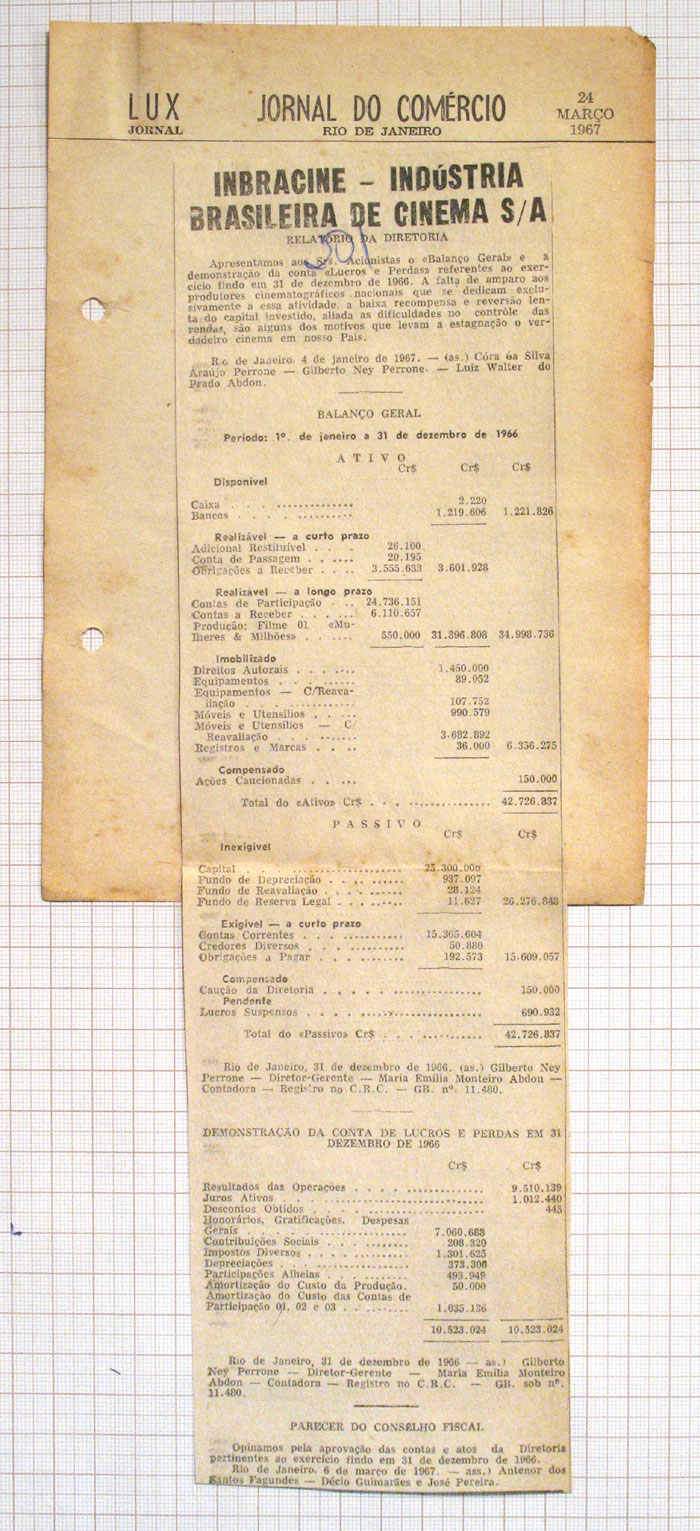 LUX
JORNAL
JORNAL DO COMÉRCIO
RIO DE JANEIRO
24
MARÇO
1967
INBRACINE - INDÚSTRIA
BRASILEIRA DE CINEMA S/A
RELATÓRIO DA DIRETORIA
301
Apresentamos aos Srs. Acionistas o «Balanço Geral» e a
demonstração da conta «Lucros e Perdas» referentes ao exer-
cício findo em 31 de dezembro de 1966. A falta de amparo aos
produtores cinematográficos nacionais que se dedicam exclu-
sivamente a essa atividade, a baixa recompensa e reversão len-
ta do capital investido, aliada as dificuldades no contrôle das
rendas, são alguns dos motivos que levam a estagnação o ver-
dadeiro cinema em nosso País.
Rio de Janeiro, 4 de janeiro de 1967. — (as.) Córa da Silva
Araújo Perrone — Gilberto Ney Perrone. — Luiz Walter do
Prado Abdon.
BALANÇO GERAL
Período: 1º. de janeiro a 31 de dezembro de 1966
ATIVO
Cr$ Cr$ Cr$
Disponível
Caixa . . .............. 2.220
Bancos . . . . .......... 1.219.606 1.221.826
Realizável — a curto prazo
Adicional Restituível . . . . 26.100
Conta de Passagem . . ..... 20.195
Obrigações a Receber . . . .. 3.555.633 3.601.928
Realizável — a longo prazo
Contas de Participação . .. 24.736.151
Contas a Receber . . ..... 6.110.657
Produção: Filme 01 «Mu-
lheres & Milhões» . . ..... 550.000 31.396.808 34.998.736
Imobilizado
Direitos Autorais . . . ..... 1.450.000
Equipamentos . . . ........ 89.052
Equipamentos — C/Reava-
liação . . ............. 107.752
Móveis e Utensílios . . .... 990.579
Móveis e Utensílios — C/
Reavaliação . . . ....... 3.682.892
Registros e Marcas . . . .. 36.000 6.356.275
Compensado
Ações Caucionadas . . .... 150.000
Total do «Ativo» Cr$ . . . ............... 42.726.837
PASSIVO
Cr$ Cr$
Inexigível
Capital . . .................... 25.300.000
Fundo de Depreciação . . . ...... 937.097
Fundo de Reavaliação . . . ...... 28.124
Fundo de Reserva Legal . . ....... 11.627 26.276.848
Exigível — a curto prazo
Contas Correntes . . . ............ 15.365.604
Credores Diversos . . . .......... 50.880
Obrigações a Pagar . . . ......... 192.573 15.609.057
Compensado
Caução da Diretoria . . . . ................ 150.000
Pendente
Lucros Suspensos . . . ................... 690.932
Total do «Passivo» Cr$ . . . ........... 42.726.837
Rio de Janeiro, 31 de dezembro de 1966. (as.) Gilberto Ney
Perrone — Diretor-Gerente — Maria Emília Monteiro Abdon —
Contadora — Registro no C.R.C. — GB. nº. 11.480.
DEMONSTRAÇÃO DA CONTA DE LUCROS E PERDAS EM 31
DEZEMBRO DE 1966
Cr$ Cr$
Resultados das Operações . . . . ............ 9.510.139
Juros Ativos . . . ....................... 1.012.440
Descontos Obtidos . . . .................. 445
Honorários, Gratificações. Despesas
Gerais . . . .................... 7.060.688
Contribuições Sociais . . . ......... 208.320
Impostos Diversos . . . ........... 1.301.625
Depreciações . . . .............. 373.306
Participações Alheias . . . ........ 493.949
Amortização do Custo da Produção. 50.000
Amortização do Custo das Contas de
Participação 01, 02 e 03 . . ........ 1.035.136
10.523.024 10.523.024
Rio de Janeiro, 31 de dezembro de 1966 — as.) Gilberto
Ney Perrone — Diretor-Gerente — Maria Emília Monteiro
Abdon — Contadora — Registro no C.R.C. — GB. sob nº.
11.480.
PARECER DO CONSELHO FISCAL
Opinamos pela aprovação das contas e atos da Diretoria
pertinentes ao exercício findo em 31 de dezembro de 1966.
Rio de Janeiro, 6 de março de 1967. — ass.) Antenor dos
Santos Fagundes — Décio Guimarães e José Pereira.